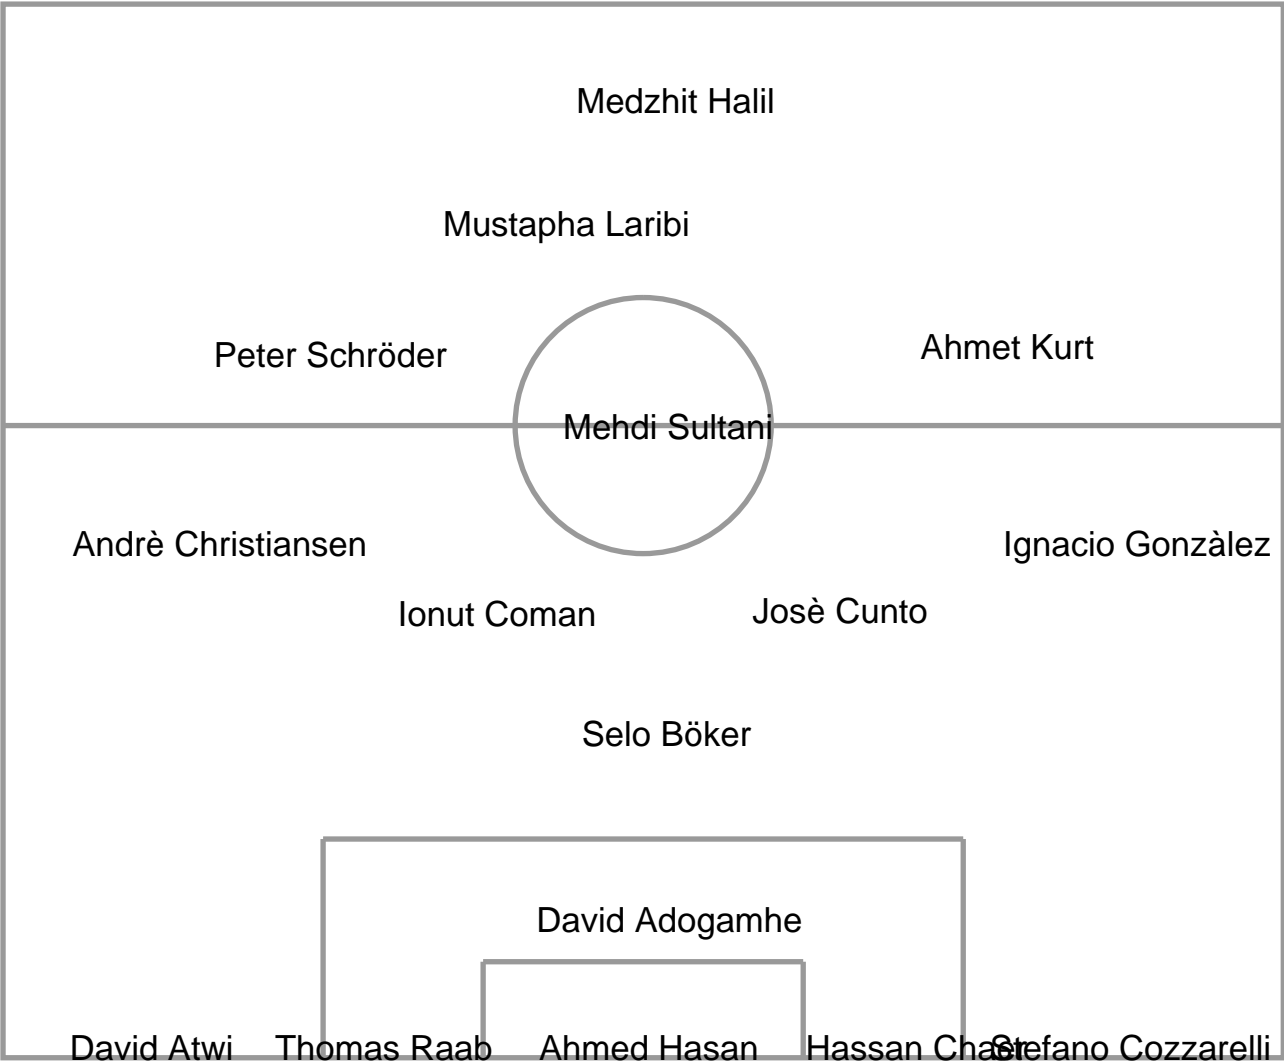 Medzhit Halil
Mustapha Laribi
Peter Schröder
Ahmet Kurt
Mehdi Sultani
Andrè Christiansen
Ignacio Gonzàlez
Ionut Coman
Josè Cunto
Selo Böker
David Adogamhe
David Atwi
Thomas Raab
Ahmed Hasan
Hassan
Stefano Cozzarelli